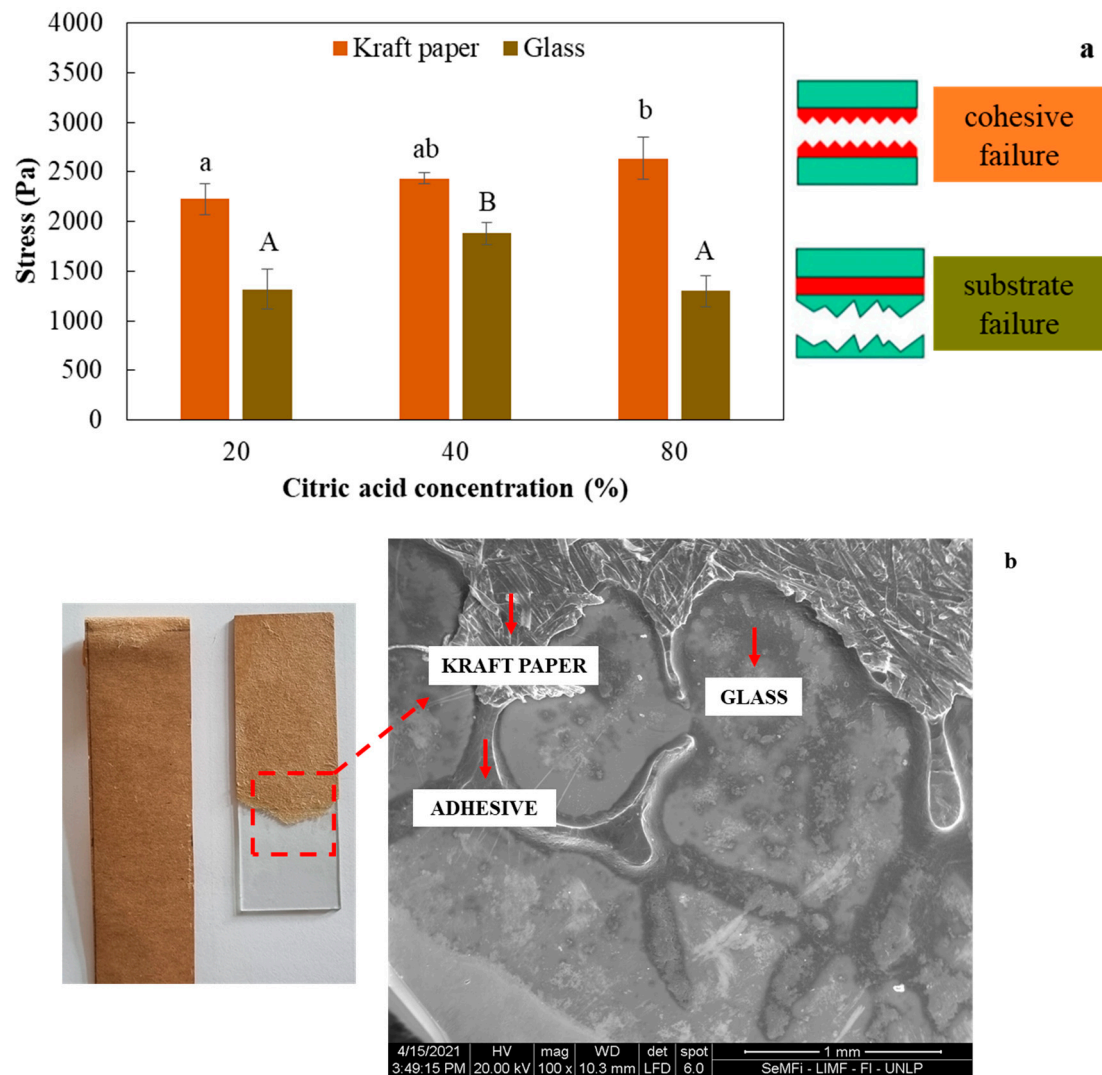 4000
3500
3000
2500
2000
1500
1000
500
0
Stress (Pa)
Kraft paper
Glass
a
A
ab
B
b
A
20
40
80
Citric acid concentration (%)
a
cohesive
failure
substrate
failure
b
KRAFT PAPER
GLASS
ADHESIVE
4/15/2021 HV mag WD det spot
3:49:15 PM 20.00 kV 100 x 10.3 mm LFD 6.0
1 mm
SeMFi - LIMF - FI - UNLP